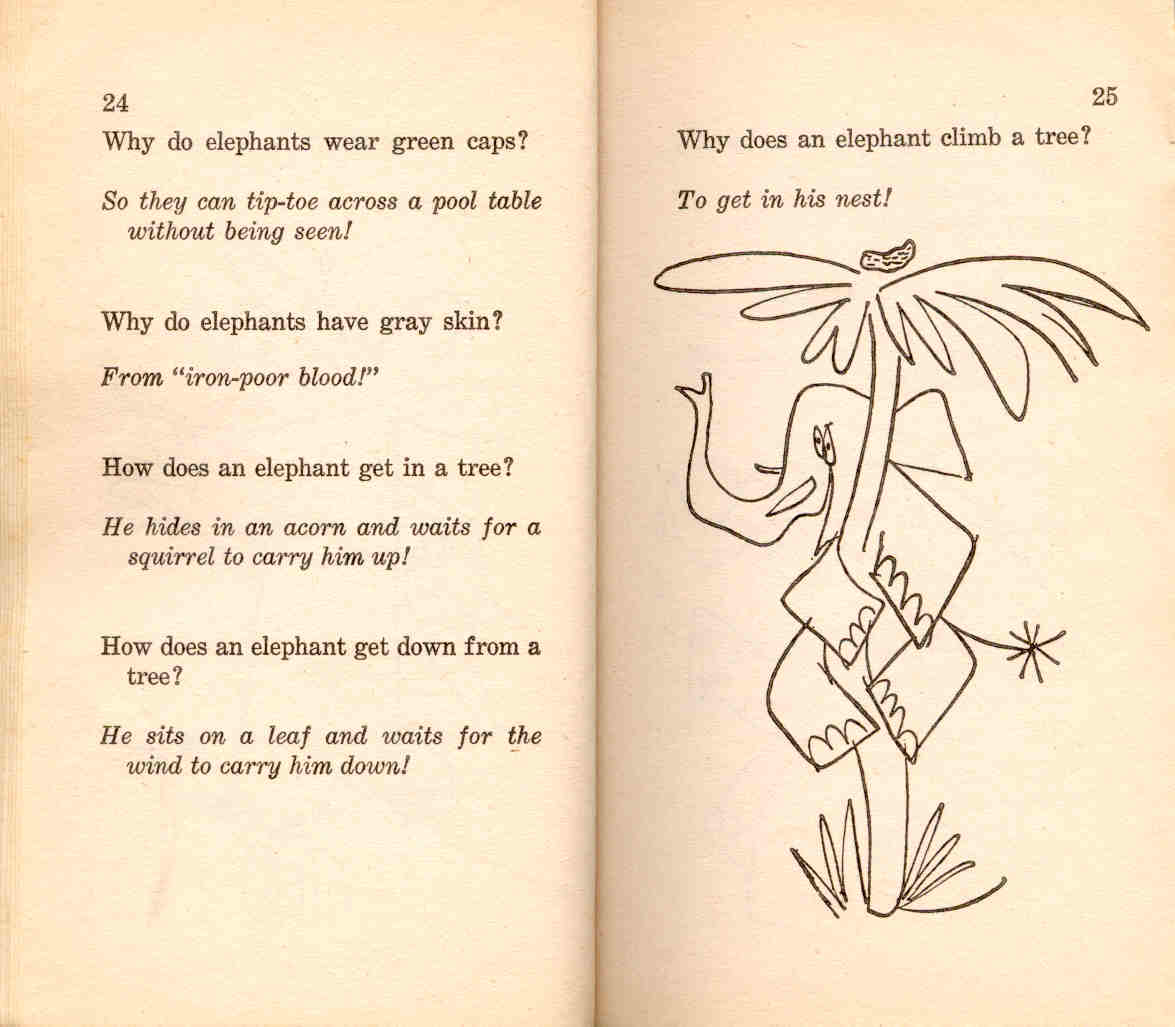 24
Why do elephants wear green caps?
So they can tip-toe across a pool table
without being seen!
Why do elephants have gray skin?
From “iron-poor blood!”
How does an elephant get in a tree?
He hides in an acorn and waits for a
squirrel to carry him up!
How does an elephant get down from a
tree?
He sits on a leaf and waits for the
wind to carry him down!
25
Why does an elephant climb a tree?
To get in his nest!